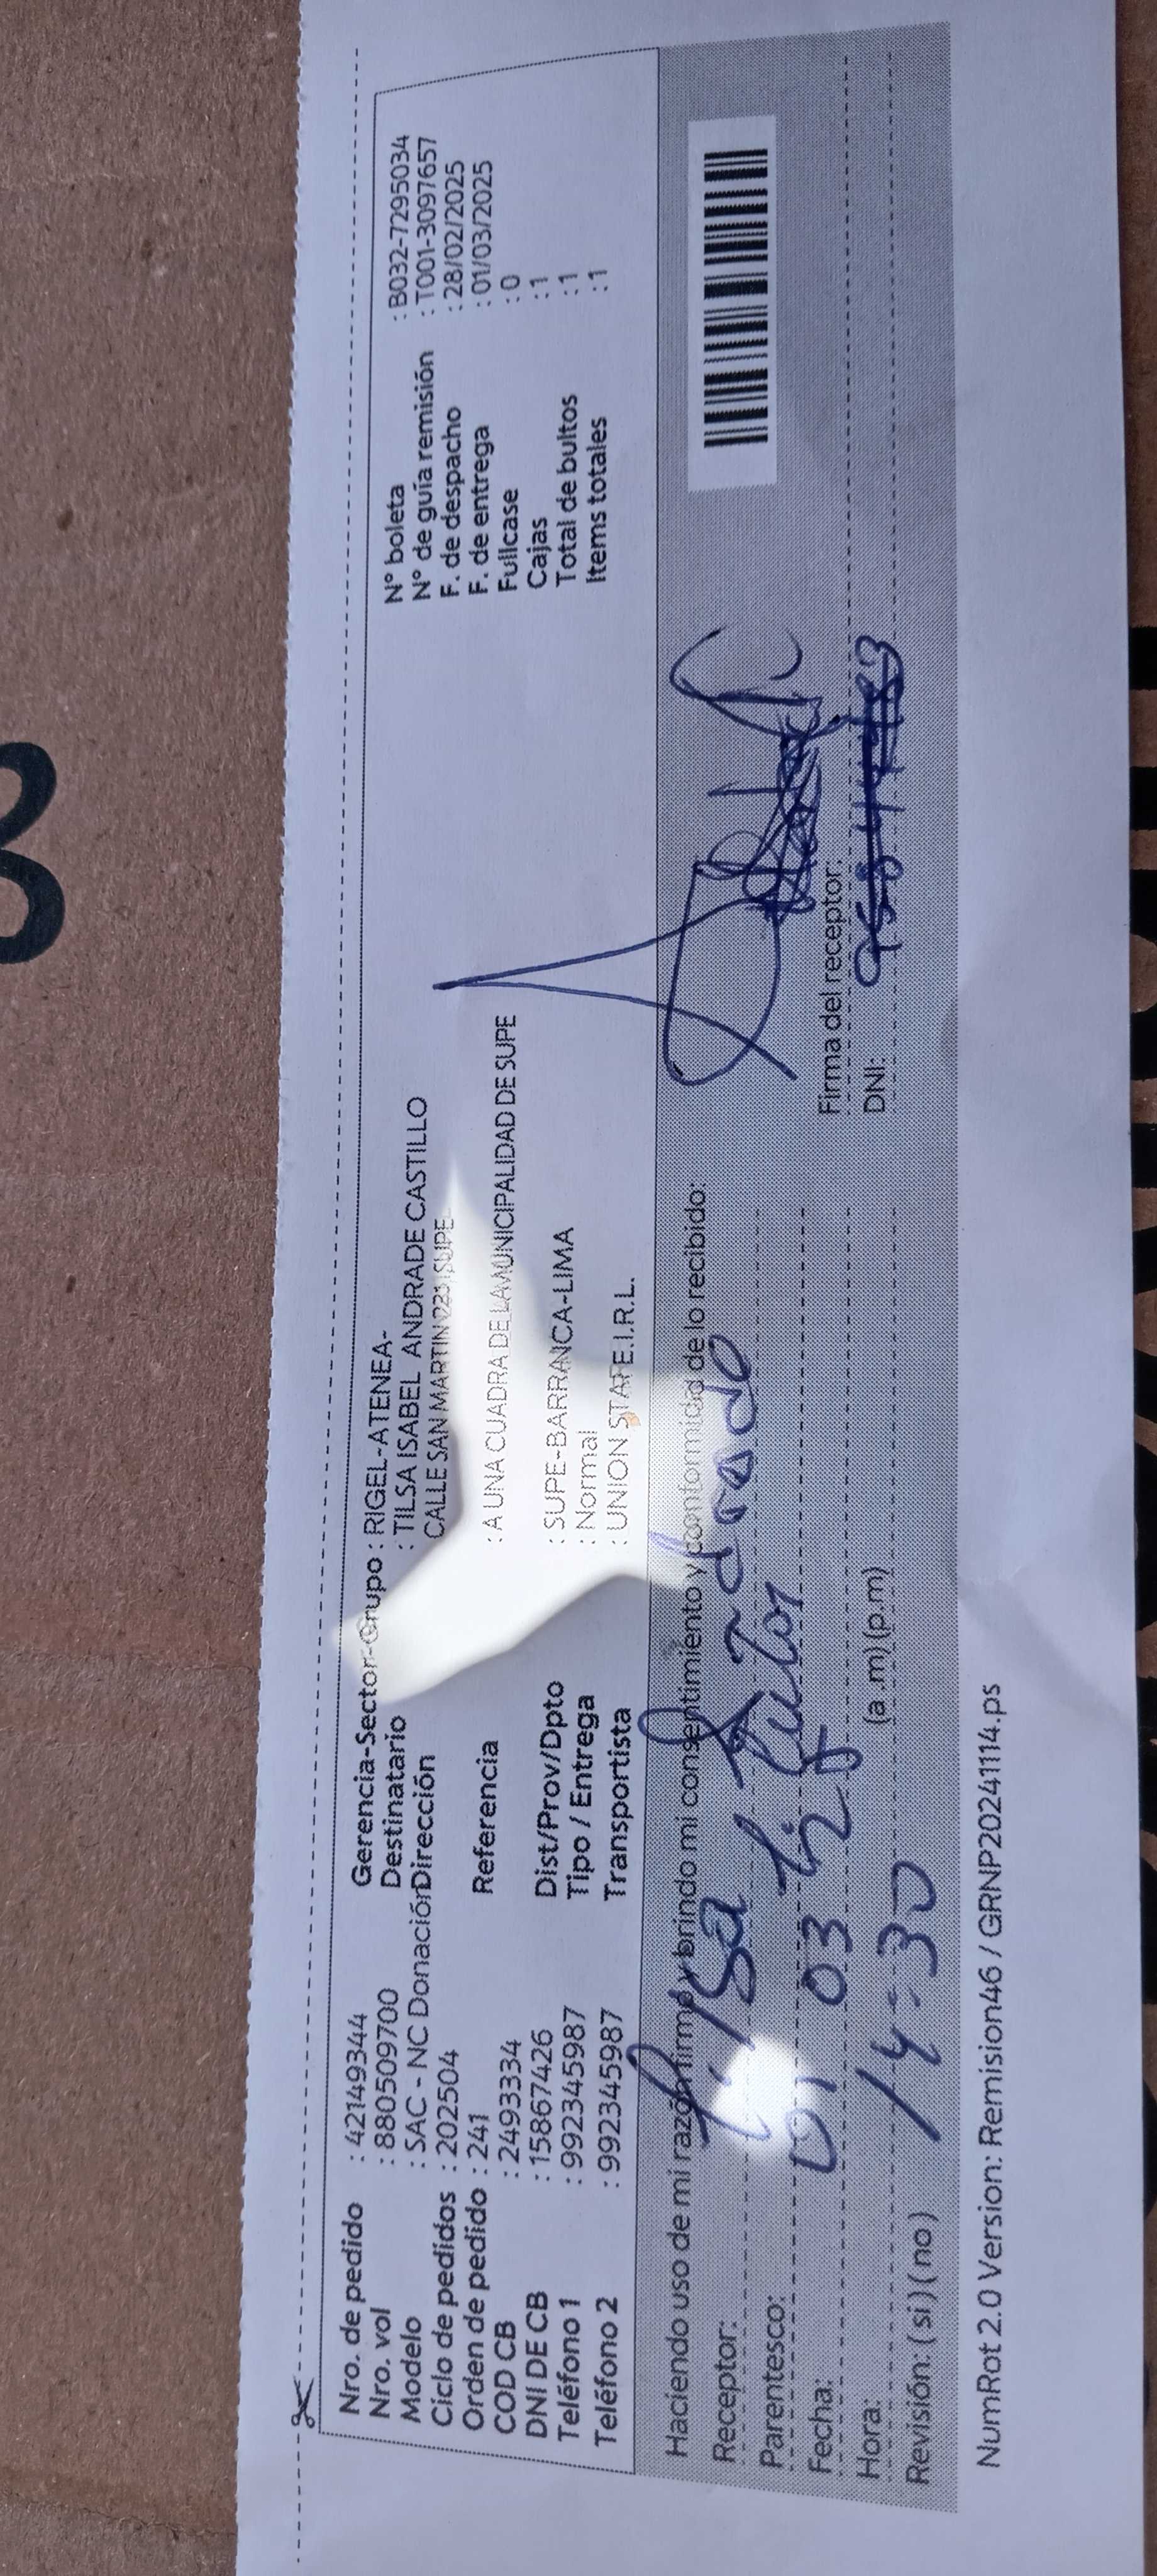 Nro. de pedido : 42149344 Gerencia-Sector-Grupo : RIGEL-ATENEA- N° boleta : B032-7295034
Nro. vol : 880509700 Destinatario : TILSA ISABEL ANDRADE CASTILLO N° de guía remisión : T001-3097657
Modelo : SAC - NC Donación Dirección CALLE SAN MARTIN 223 SUPE F. de despacho : 28/02/2025
Ciclo de pedidos : 202504 F. de entrega : 01/03/2025
Orden de pedido : 241 Referencia : A UNA CUADRA DE LA MUNICIPALIDAD DE SUPE Fullcase : 0
COD CB : 2493334 Cajas : 1
DNI DE CB : 15867426 Dist/Prov/Dpto : SUPE-BARRANCA-LIMA Total de bultos : 1
Teléfono 1 : 992345987 Tipo / Entrega : Normal Items totales : 1
Teléfono 2 : 992345987 Transportista : UNION STAR E.I.R.L.
Haciendo uso de mi razón firmo y brindo mi consentimiento y conformidad de lo recibido:
Receptor: Tilsa
Parentesco:
Fecha: 01 03 Firma del receptor:
Hora: 14:30 (a .m) (p.m) DNI:
Revisión: ( si ) ( no )
NumRot 2.0 Version: Remision46 / GRNP20241114.ps